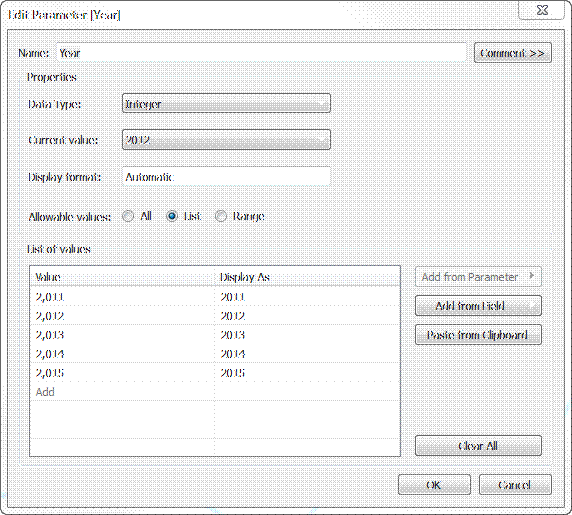 Edit Parameter [Year]
Name: Year
Comment >>
Properties
Data Type: Integer
Current value: 2012
Display format: Automatic
Allowable values: All List Range
List of values
Value Display As
2,011 2011
2,012 2012
2,013 2013
2,014 2014
2,015 2015
Add
Add from Parameter
Add from Field
Paste from Clipboard
Clear All
OK Cancel